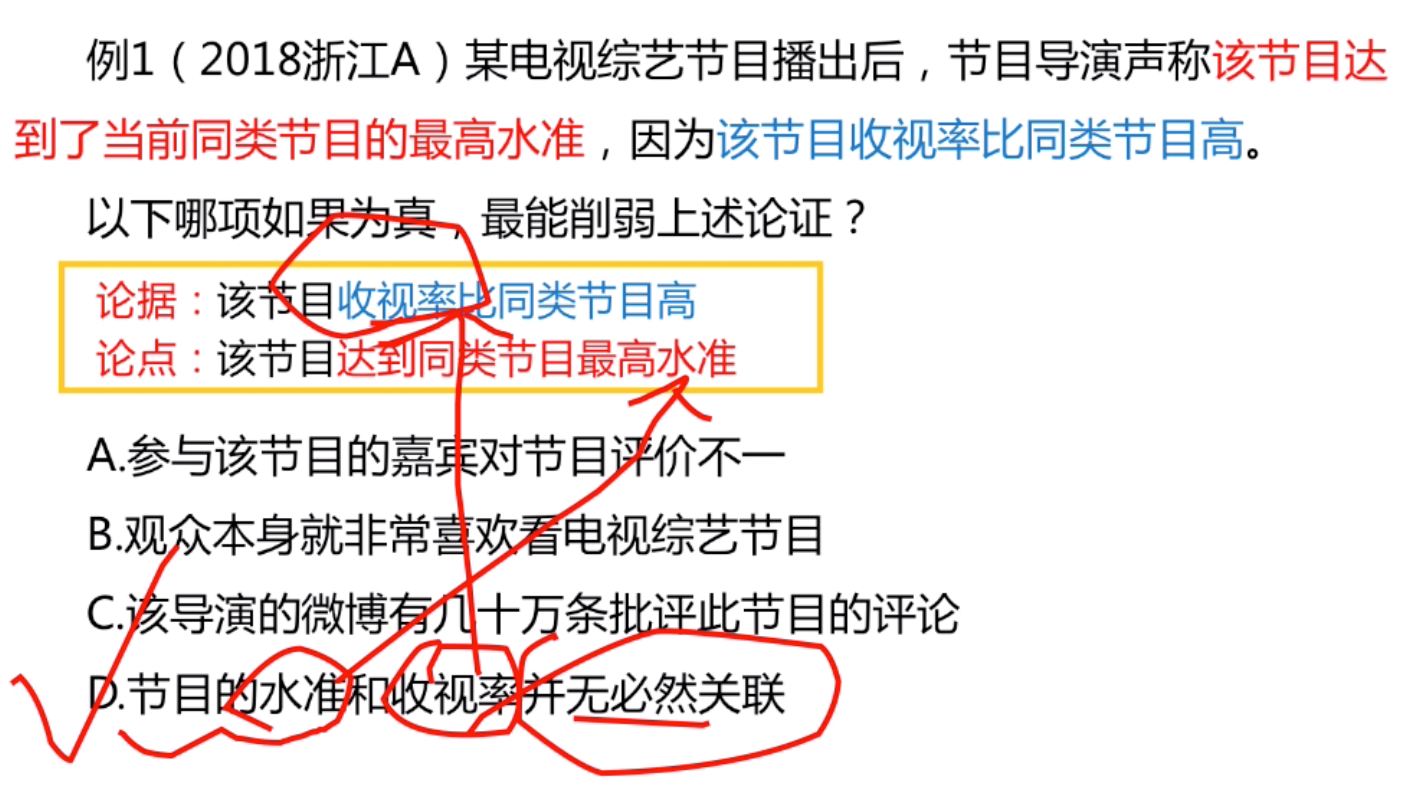 例1（2018浙江A）某电视综艺节目播出后，节目导演声称该节目达
到了当前同类节目的最高水准，因为该节目收视率比同类节目高。
以下哪项如果为真，最能削弱上述论证？
论据：该节目收视率比同类节目高
论点：该节目达到同类节目最高水准
A.参与该节目的嘉宾对节目评价不一
B.观众本身就非常喜欢看电视综艺节目
C.该导演的微博有几十万条批评此节目的评论
D.节目的水准和收视率并无必然关联